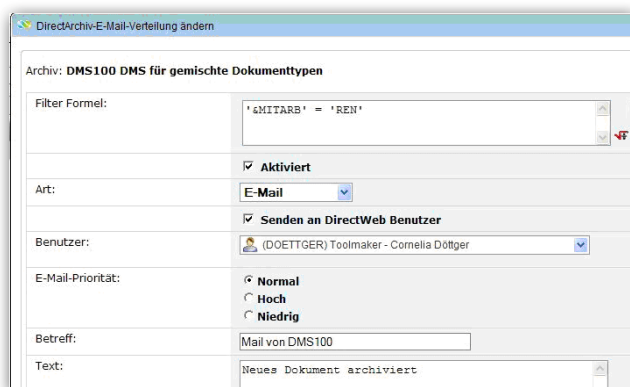 DirectArchiv-E-Mail-Verteilung ändern
Archiv: DMS100 DMS für gemischte Dokumenttypen
Filter Formel:
'&MITARB' = 'REN'
Aktiviert
Art:
E-Mail
Senden an DirectWeb Benutzer
Benutzer:
(DOETTGER) Toolmaker - Cornelia Döttger
E-Mail-Priorität:
Normal
Hoch
Niedrig
Betreff:
Mail von DMS100
Text:
Neues Dokument archiviert